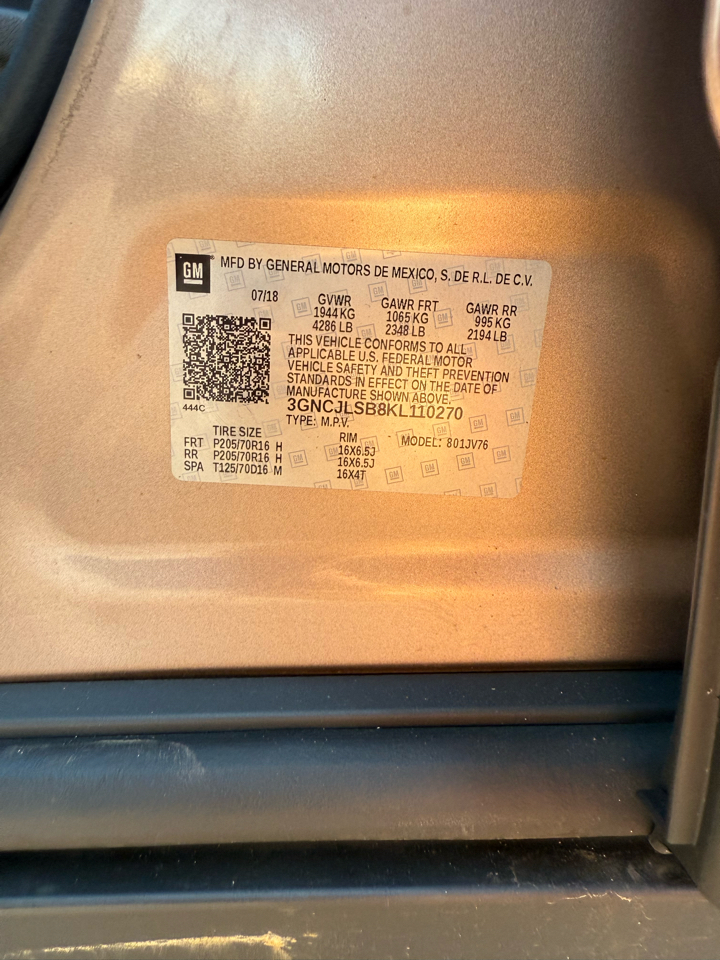 GM MFD BY GENERAL MOTORS DE MEXICO, S. DE R.L. DE C.V.
07/18 GVWR GAWR FRT GAWR RR
1944 KG 1065 KG 995 KG
4286 LB 2348 LB 2194 LB
THIS VEHICLE CONFORMS TO ALL
APPLICABLE U.S. FEDERAL MOTOR
VEHICLE SAFETY AND THEFT PREVENTION
STANDARDS IN EFFECT ON THE DATE OF
MANUFACTURE SHOWN ABOVE.
444C
3GNCJLSB8KL110270
TYPE: M.P.V. MODEL: 801JV76
TIRE SIZE RIM
FRT P205/70R16 H 16X6.5J
RR P205/70R16 H 16X6.5J
SPA T125/70D16 M 16X4T